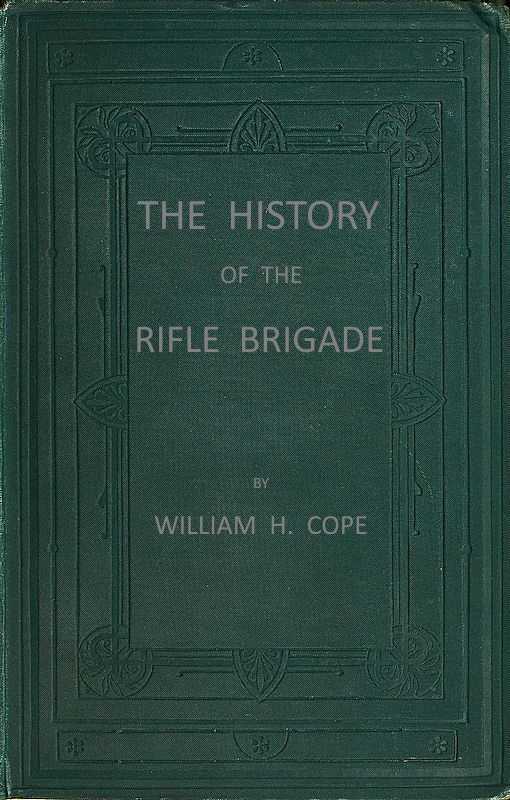 THE HISTORY
OF THE
RIFLE BRIGADE
BY
WILLIAM H. COPE